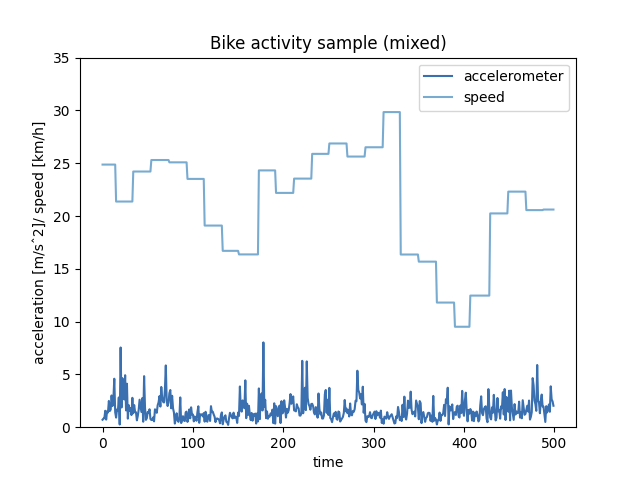 Bike activity sample (mixed)
accelerometer
speed
acceleration [m/s^2]/ speed [km/h]
35
30
25
20
15
10
5
0
0 100 200 300 400 500
time